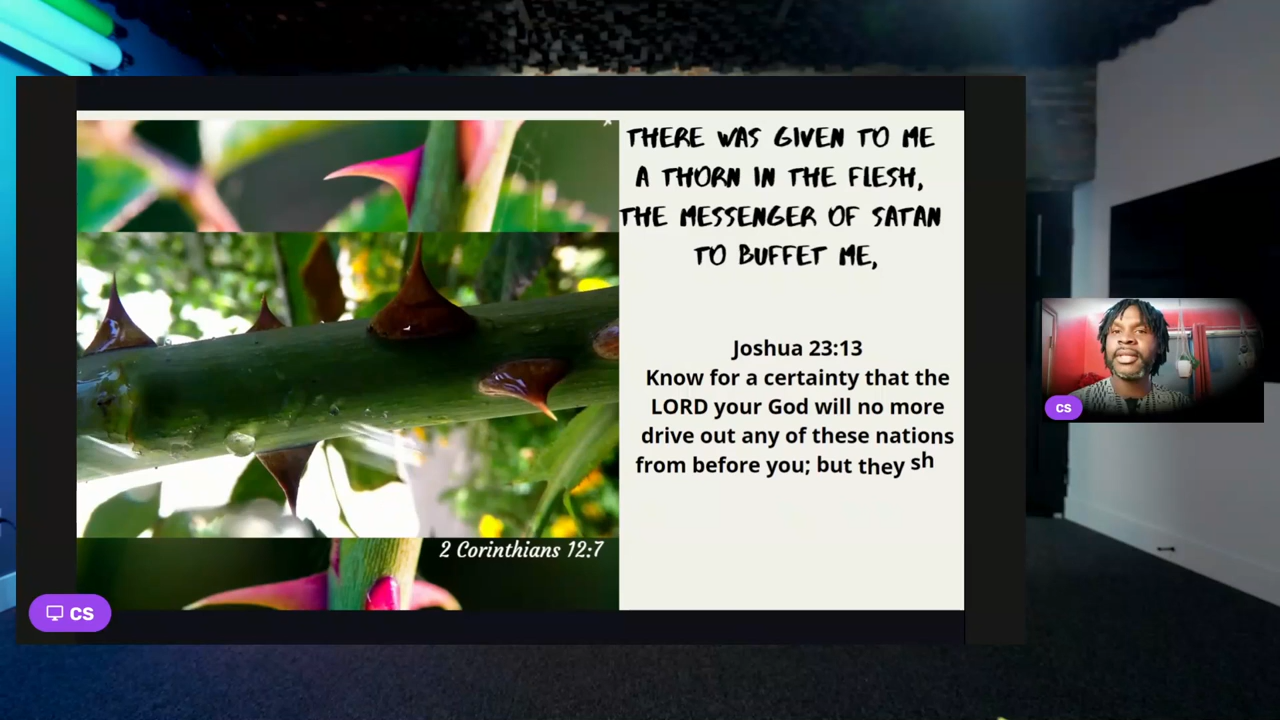 THERE WAS GIVEN TO ME
A THORN IN THE FLESH,
THE MESSENGER OF SATAN
TO BUFFET ME,
Joshua 23:13
Know for a certainty that the
LORD your God will no more
drive out any of these nations
from before you; but they sh
2 Corinthians 12:7
CS
CS